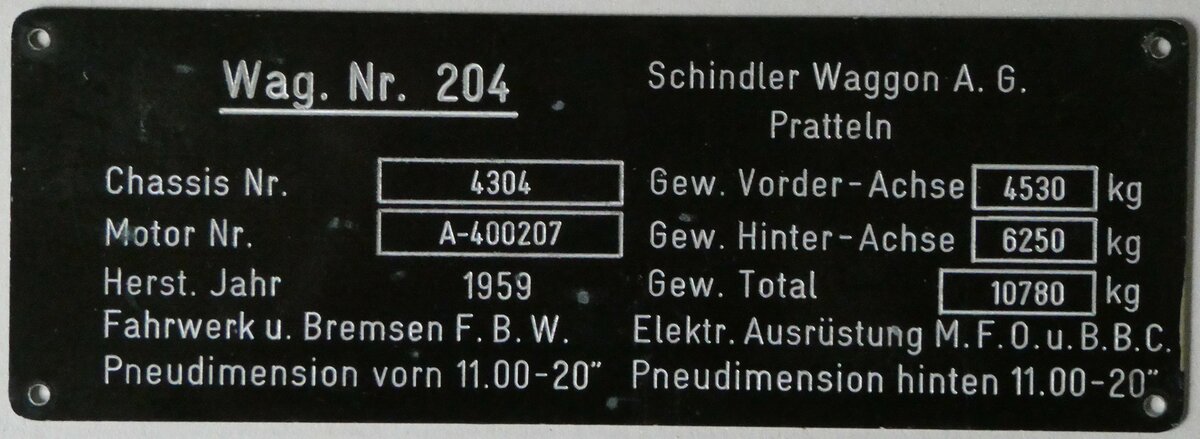 Wag. Nr. 204
Schindler Waggon A. G.
Pratteln
Chassis Nr. 4304
Motor Nr. A-400207
Herst. Jahr 1959
Gew. Vorder-Achse 4530 kg
Gew. Hinter-Achse 6250 kg
Gew. Total 10780 kg
Fahrwerk u. Bremsen F. B. W.
Elektr. Ausrüstung M. F. O. u. B. B. C.
Pneudimension vorn 11.00-20"
Pneudimension hinten 11.00-20"